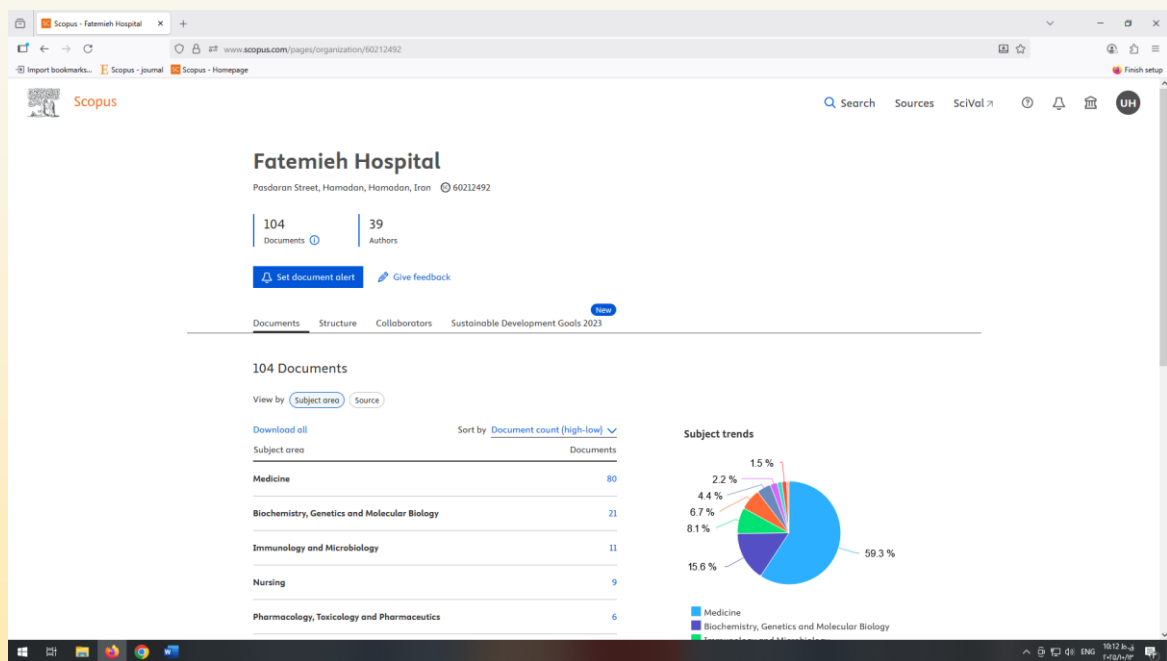 Scopus - Fatemieh Hospital
www.scopus.com/pages/organization/60212492
Import bookmarks... Scopus - journal Scopus - Homepage Finish setup
Scopus
Search Sources SciVal UH
Fatemieh Hospital
Pasdaran Street, Hamadan, Hamadan, Iran 60212492
104 39
Documents Authors
Set document alert Give feedback
New
Documents Structure Collaborators Sustainable Development Goals 2023
104 Documents
View by Subject area Source
Download all Sort by Document count (high-low)
Subject area Documents
Medicine 80
Biochemistry, Genetics and Molecular Biology 21
Immunology and Microbiology 11
Nursing 9
Pharmacology, Toxicology and Pharmaceutics 6
Subject trends
1.5 %
2.2 %
4.4 %
6.7 %
8.1 %
59.3 %
15.6 %
Medicine
Biochemistry, Genetics and Molecular Biology
Immunology and Microbiology
ENG 10:12